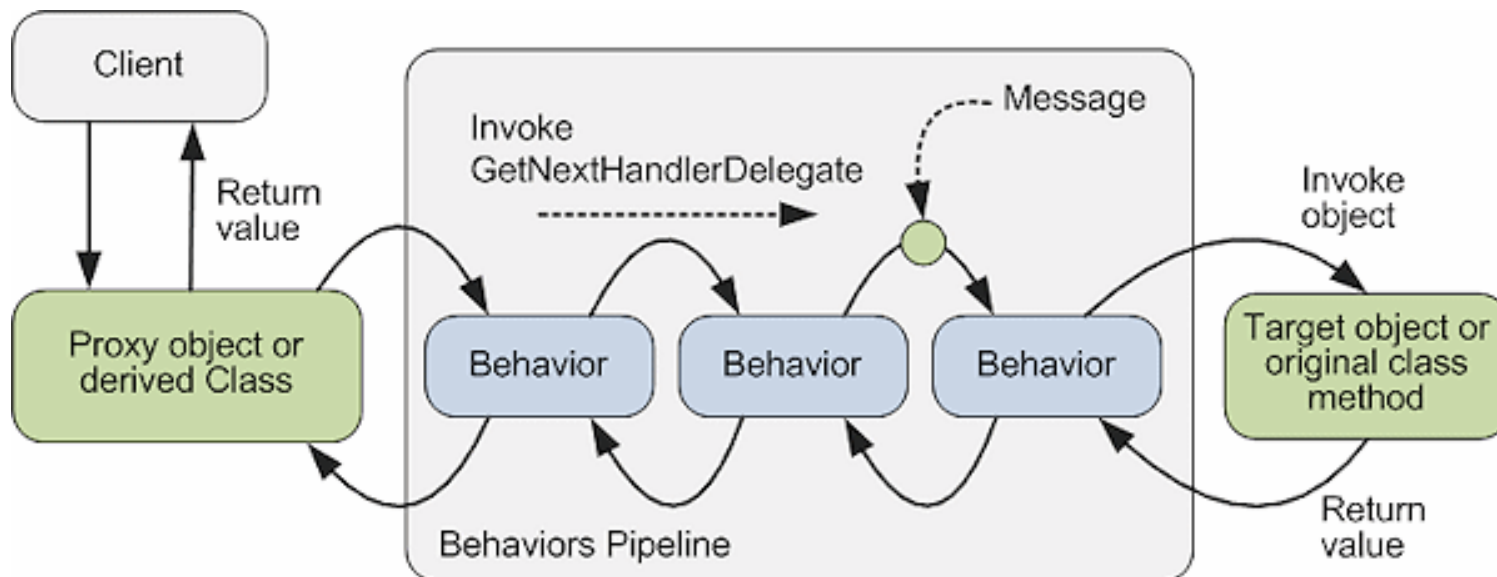 Client
Message
Invoke
GetNextHandlerDelegate
Return
value
Invoke
object
Proxy object or
derived Class
Behavior
Behavior
Behavior
Target object or
original class
method
Behaviors Pipeline
Return
value